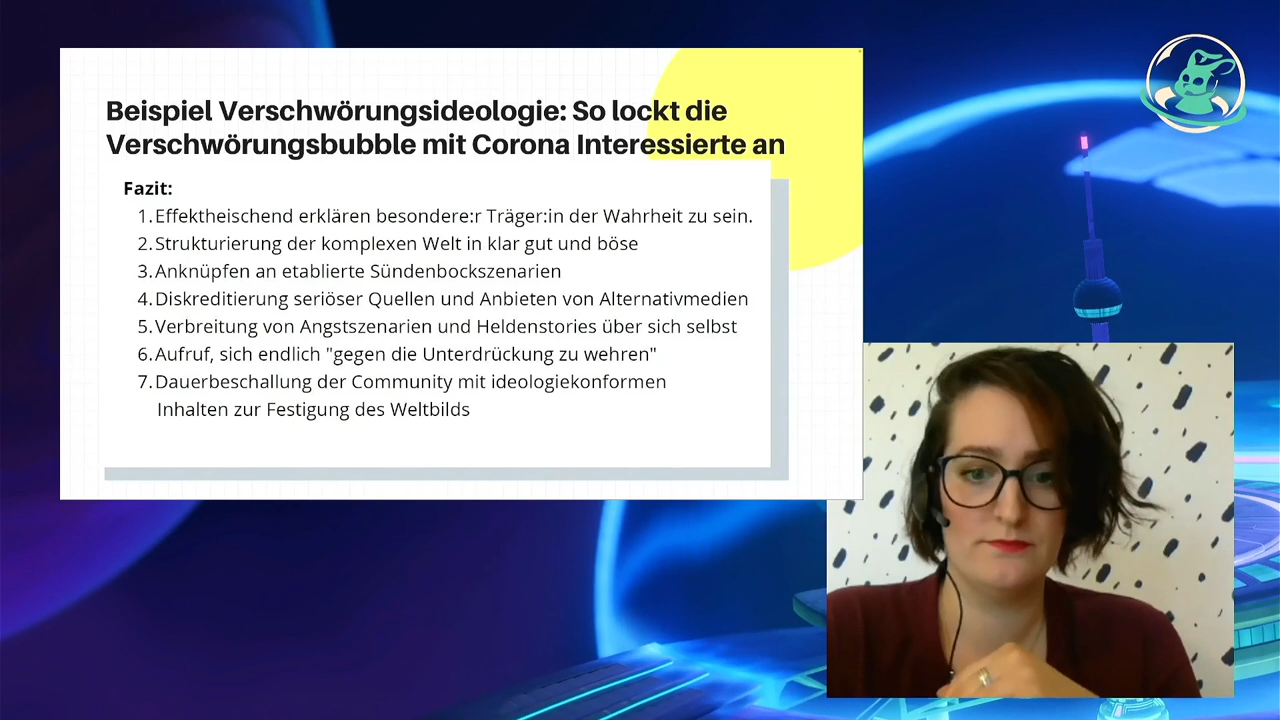 Beispiel Verschwörungsideologie: So lockt die
Verschwörungsbubble mit Corona Interessierte an
Fazit:
1. Effektheischend erklären besondere:r Träger:in der Wahrheit zu sein.
2. Strukturierung der komplexen Welt in klar gut und böse
3. Anknüpfen an etablierte Sündenbockszenarien
4. Diskreditierung seriöser Quellen und Anbieten von Alternativmedien
5. Verbreitung von Angstszenarien und Heldenstories über sich selbst
6. Aufruf, sich endlich "gegen die Unterdrückung zu wehren"
7. Dauerbeschallung der Community mit ideologiekonformen
Inhalten zur Festigung des Weltbilds